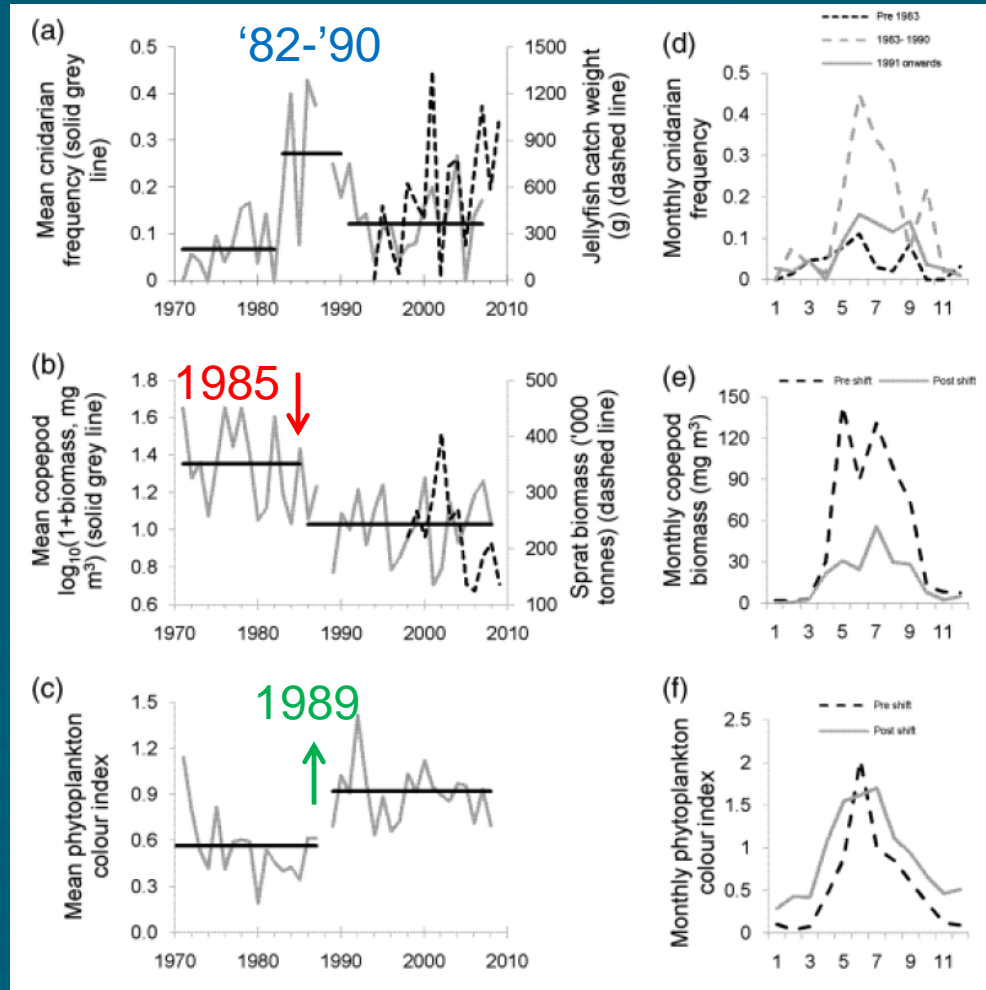 (a)
‘82-’90
Mean cnidarian
frequency (solid grey
line)
0.5
0.4
0.3
0.2
0.1
0
1500
1200
900
600
300
0
Jellyfish catch weight
(g) (dashed line)
1970 1980 1990 2000 2010
(d)
Pre 1983
1983- 1990
1991 onwards
Monthly cnidarian
frequency
0.5
0.4
0.3
0.2
0.1
0
1 3 5 7 9 11
(b)
1985
Mean copepod
log10(1+biomass, mg
m3) (solid grey line)
1.8
1.6
1.4
1.2
1.0
0.8
0.6
500
400
300
200
100
Sprat biomass ('000
tonnes) (dashed line)
1970 1980 1990 2000 2010
(e)
Pre shift Post shift
Monthly copepod
biomass (mg m3)
150
120
90
60
30
0
1 3 5 7 9 11
(c)
1989
Mean phytoplankton
colour index
1.5
1.2
0.9
0.6
0.3
0.0
1970 1980 1990 2000 2010
(f)
Pre shift
Post shift
Monthly phytoplankton
colour index
2.5
2
1.5
1
0.5
0
1 3 5 7 9 11